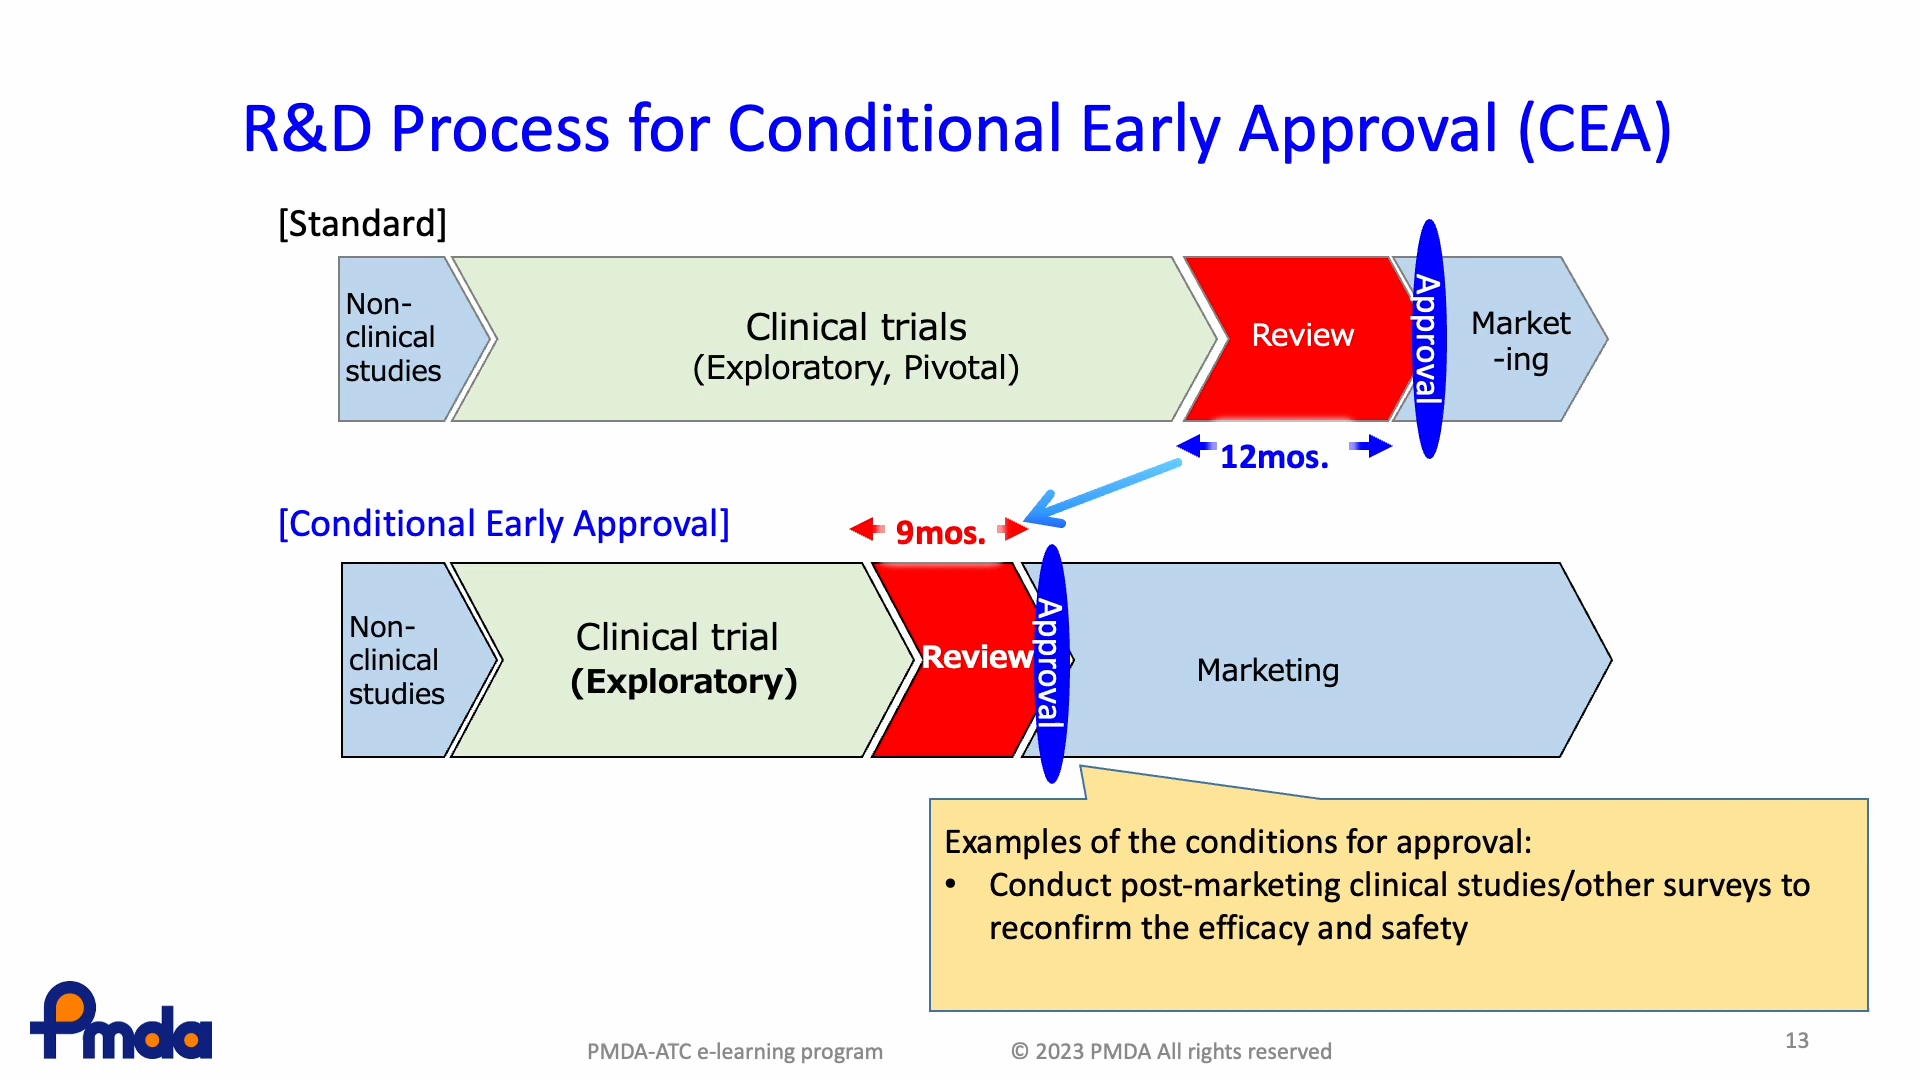 R&D Process for Conditional Early Approval (CEA)
[Standard]
Non-
clinical
studies
Clinical trials
(Exploratory, Pivotal)
Review
Approval
Market
-ing
12mos.
[Conditional Early Approval]
9mos.
Non-
clinical
studies
Clinical trial
(Exploratory)
Review
Approval
Marketing
Examples of the conditions for approval:
• Conduct post-marketing clinical studies/other surveys to
reconfirm the efficacy and safety
Pmda
PMDA-ATC e-learning program
© 2023 PMDA All rights reserved
13